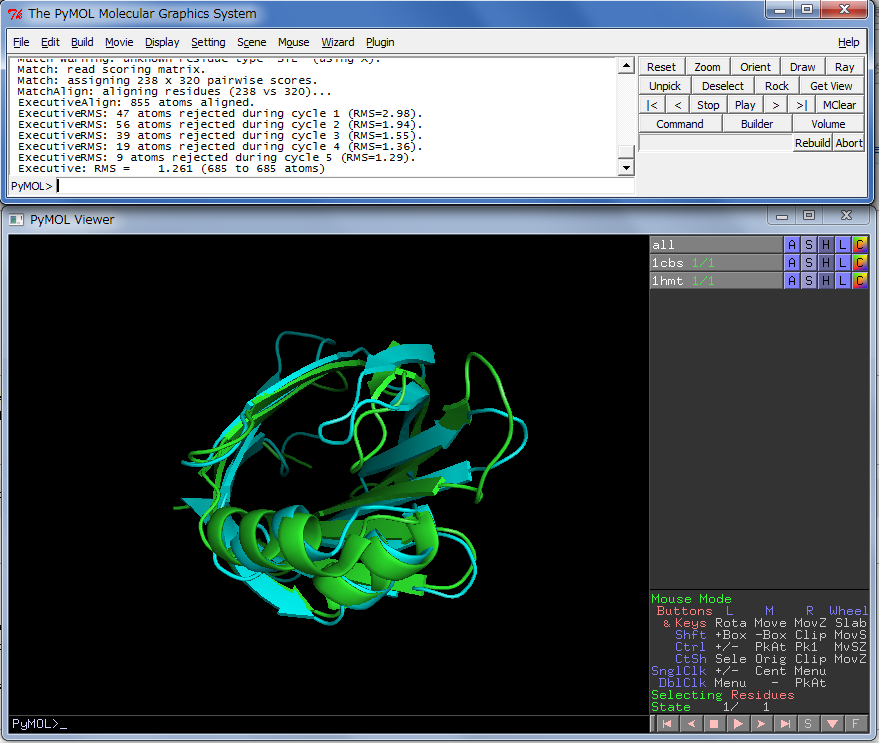 The PyMOL Molecular Graphics System
File Edit Build Movie Display Setting Scene Mouse Wizard Plugin Help
Match: read scoring matrix.
Match: assigning 238 x 320 pairwise scores.
MatchAlign: aligning residues (238 vs 320)...
ExecutiveAlign: 855 atoms aligned.
ExecutiveRMS: 47 atoms rejected during cycle 1 (RMS=2.98).
ExecutiveRMS: 56 atoms rejected during cycle 2 (RMS=1.94).
ExecutiveRMS: 39 atoms rejected during cycle 3 (RMS=1.55).
ExecutiveRMS: 19 atoms rejected during cycle 4 (RMS=1.36).
ExecutiveRMS: 9 atoms rejected during cycle 5 (RMS=1.29).
Executive: RMS = 1.261 (685 to 685 atoms)
PyMOL>
Reset Zoom Orient Draw Ray
Unpick Deselect Rock Get View
|< < Stop Play > >| MClear
Command Builder Volume
Rebuild Abort
PyMOL Viewer
all A S H L C
1cbs 1/1 A S H L C
1hmt 1/1 A S H L C
Mouse Mode
Buttons L M R Wheel
& Keys Rota Move MovZ Slab
Shft +Box -Box Clip MovS
Ctrl +/- PkAt Pk1 MvSZ
CtSh Sele Orig Clip MovZ
SnglClk +/- Cent Menu
DblClk Menu - PkAt
Selecting Residues
State 1/ 1
PyMOL>_
S F